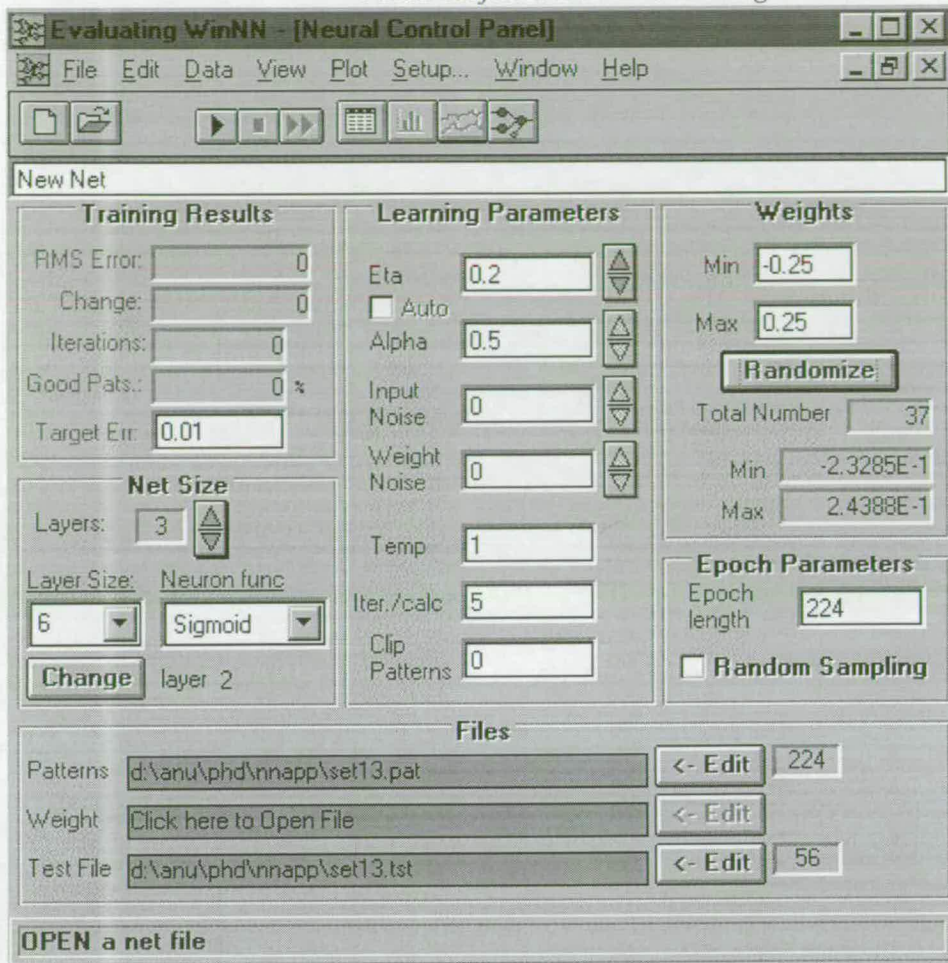 Evaluating WinNN - [Neural Control Panel]
File Edit Data View Plot Setup... Window Help
New Net
Training Results
RMS Error: 0
Change: 0
Iterations: 0
Good Pats.: 0 %
Target Err: 0.01
Net Size
Layers: 3
Layer Size: Neuron func
6 Sigmoid
Change layer 2
Learning Parameters
Eta 0.2
Auto
Alpha 0.5
Input Noise 0
Weight Noise 0
Temp 1
Iter./calc 5
Clip Patterns 0
Weights
Min -0.25
Max 0.25
Randomize
Total Number 37
Min -2.3285E-1
Max 2.4388E-1
Epoch Parameters
Epoch length 224
Random Sampling
Files
Patterns d:\anu\phd\nnapp\set13.pat <- Edit 224
Weight Click here to Open File <- Edit
Test File d:\anu\phd\nnapp\set13.tst <- Edit 56
OPEN a net file